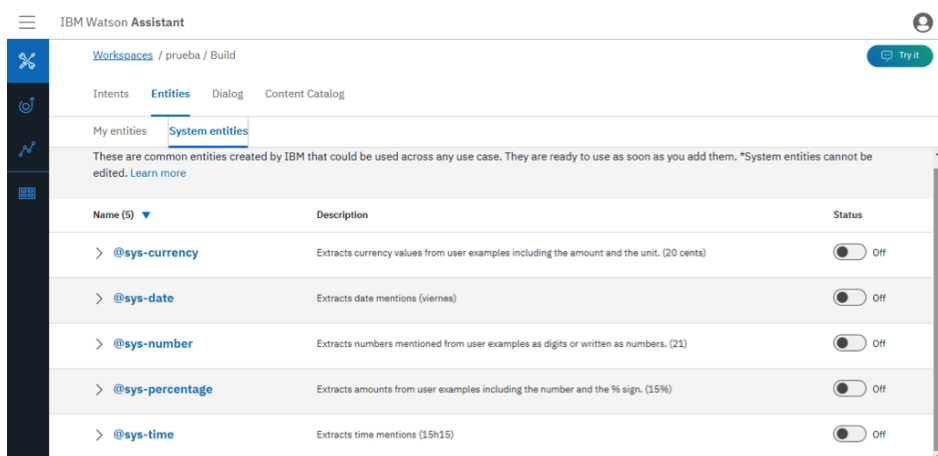 IBM Watson Assistant
Workspaces / prueba / Build
Try it
Intents Entities Dialog Content Catalog
My entities System entities
These are common entities created by IBM that could be used across any use case. They are ready to use as soon as you add them. *System entities cannot be
edited. Learn more
Name (5) ▼ Description Status
@sys-currency Extracts currency values from user examples including the amount and the unit. (20 cents) Off
@sys-date Extracts date mentions (viernes) Off
@sys-number Extracts numbers mentioned from user examples as digits or written as numbers. (21) Off
@sys-percentage Extracts amounts from user examples including the number and the % sign. (15%) Off
@sys-time Extracts time mentions (15h15) Off